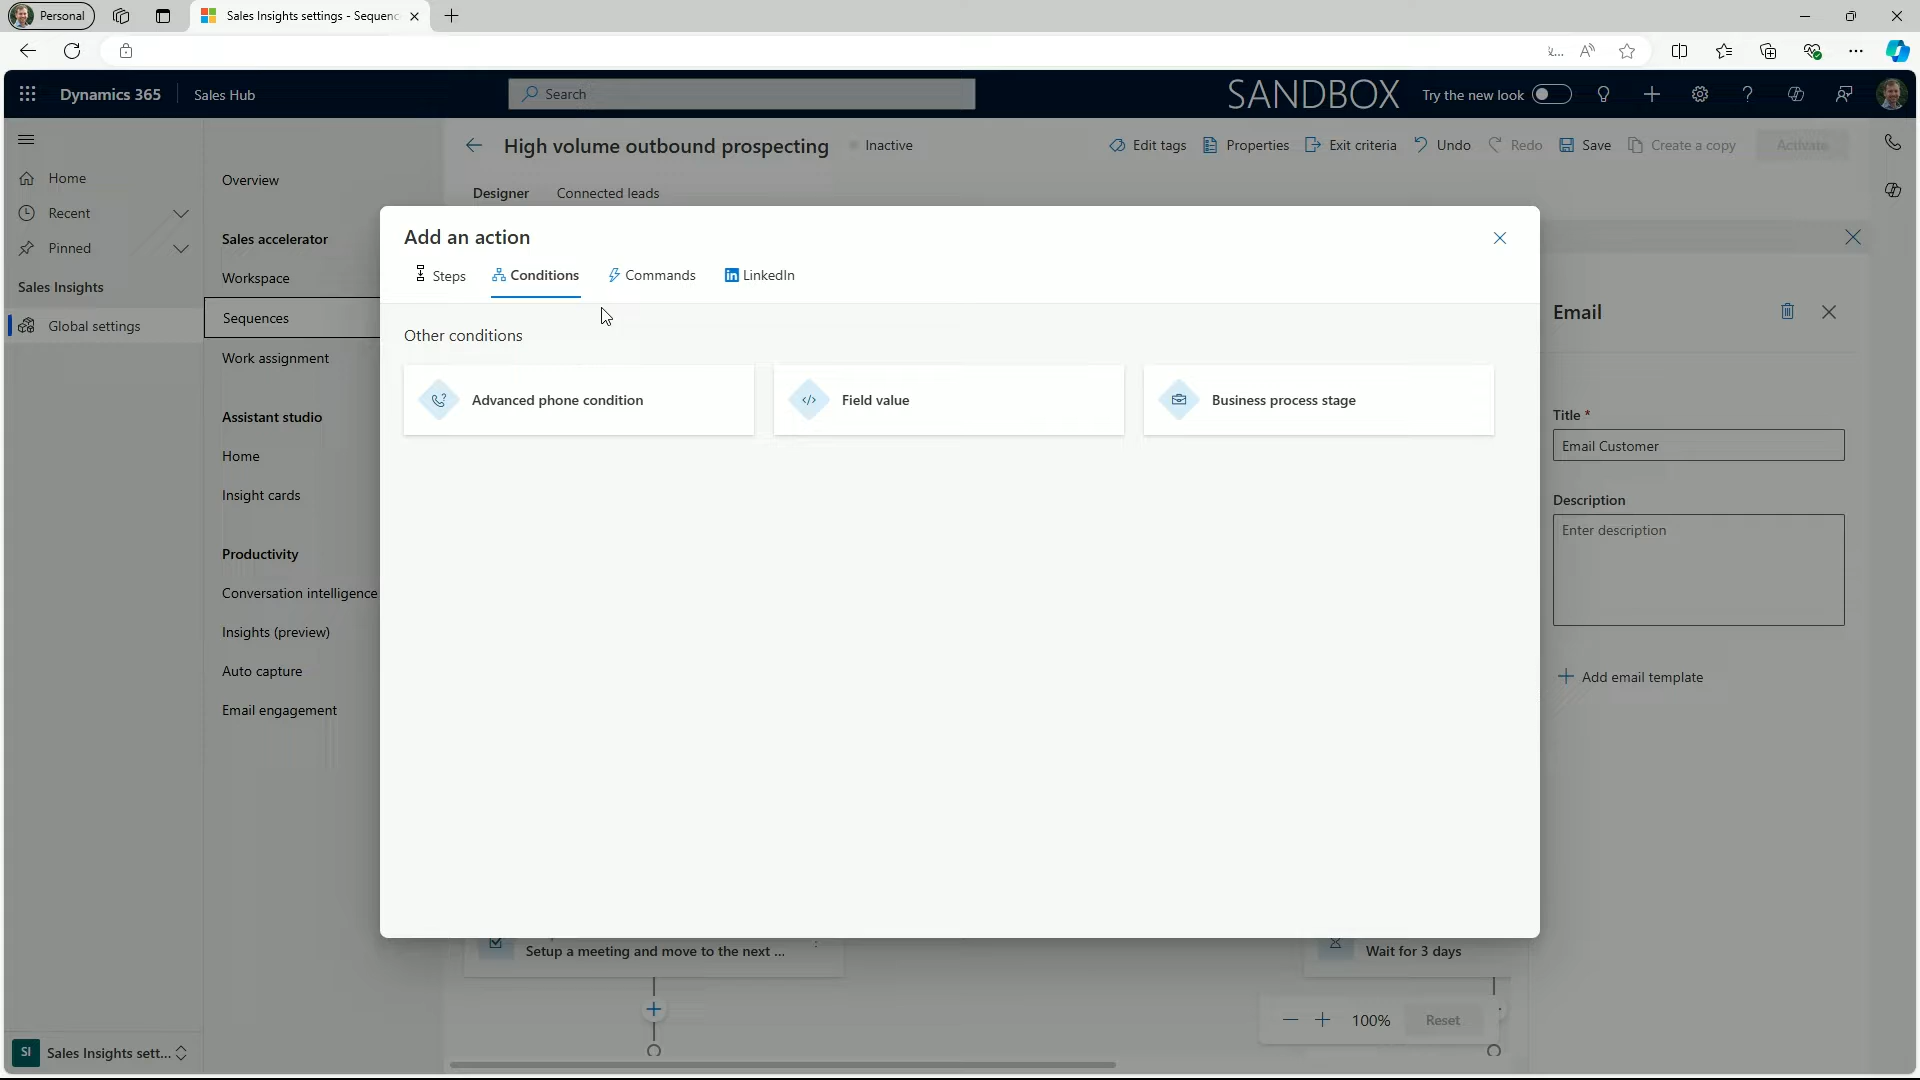 Personal
Sales Insights settings - Sequenc
Dynamics 365
Sales Hub
Search
SANDBOX
Try the new look
High volume outbound prospecting
Inactive
Edit tags
Properties
Exit criteria
Undo
Redo
Save
Create a copy
Activate
Designer
Connected leads
Home
Recent
Pinned
Sales Insights
Global settings
Overview
Sales accelerator
Workspace
Sequences
Work assignment
Assistant studio
Home
Insight cards
Productivity
Conversation intelligence
Insights (preview)
Auto capture
Email engagement
Add an action
Steps
Conditions
Commands
LinkedIn
Other conditions
Advanced phone condition
Field value
Business process stage
Email
Title *
Email Customer
Description
Enter description
Add email template
Setup a meeting and move to the next ...
Wait for 3 days
100%
Reset
SI
Sales Insights sett...